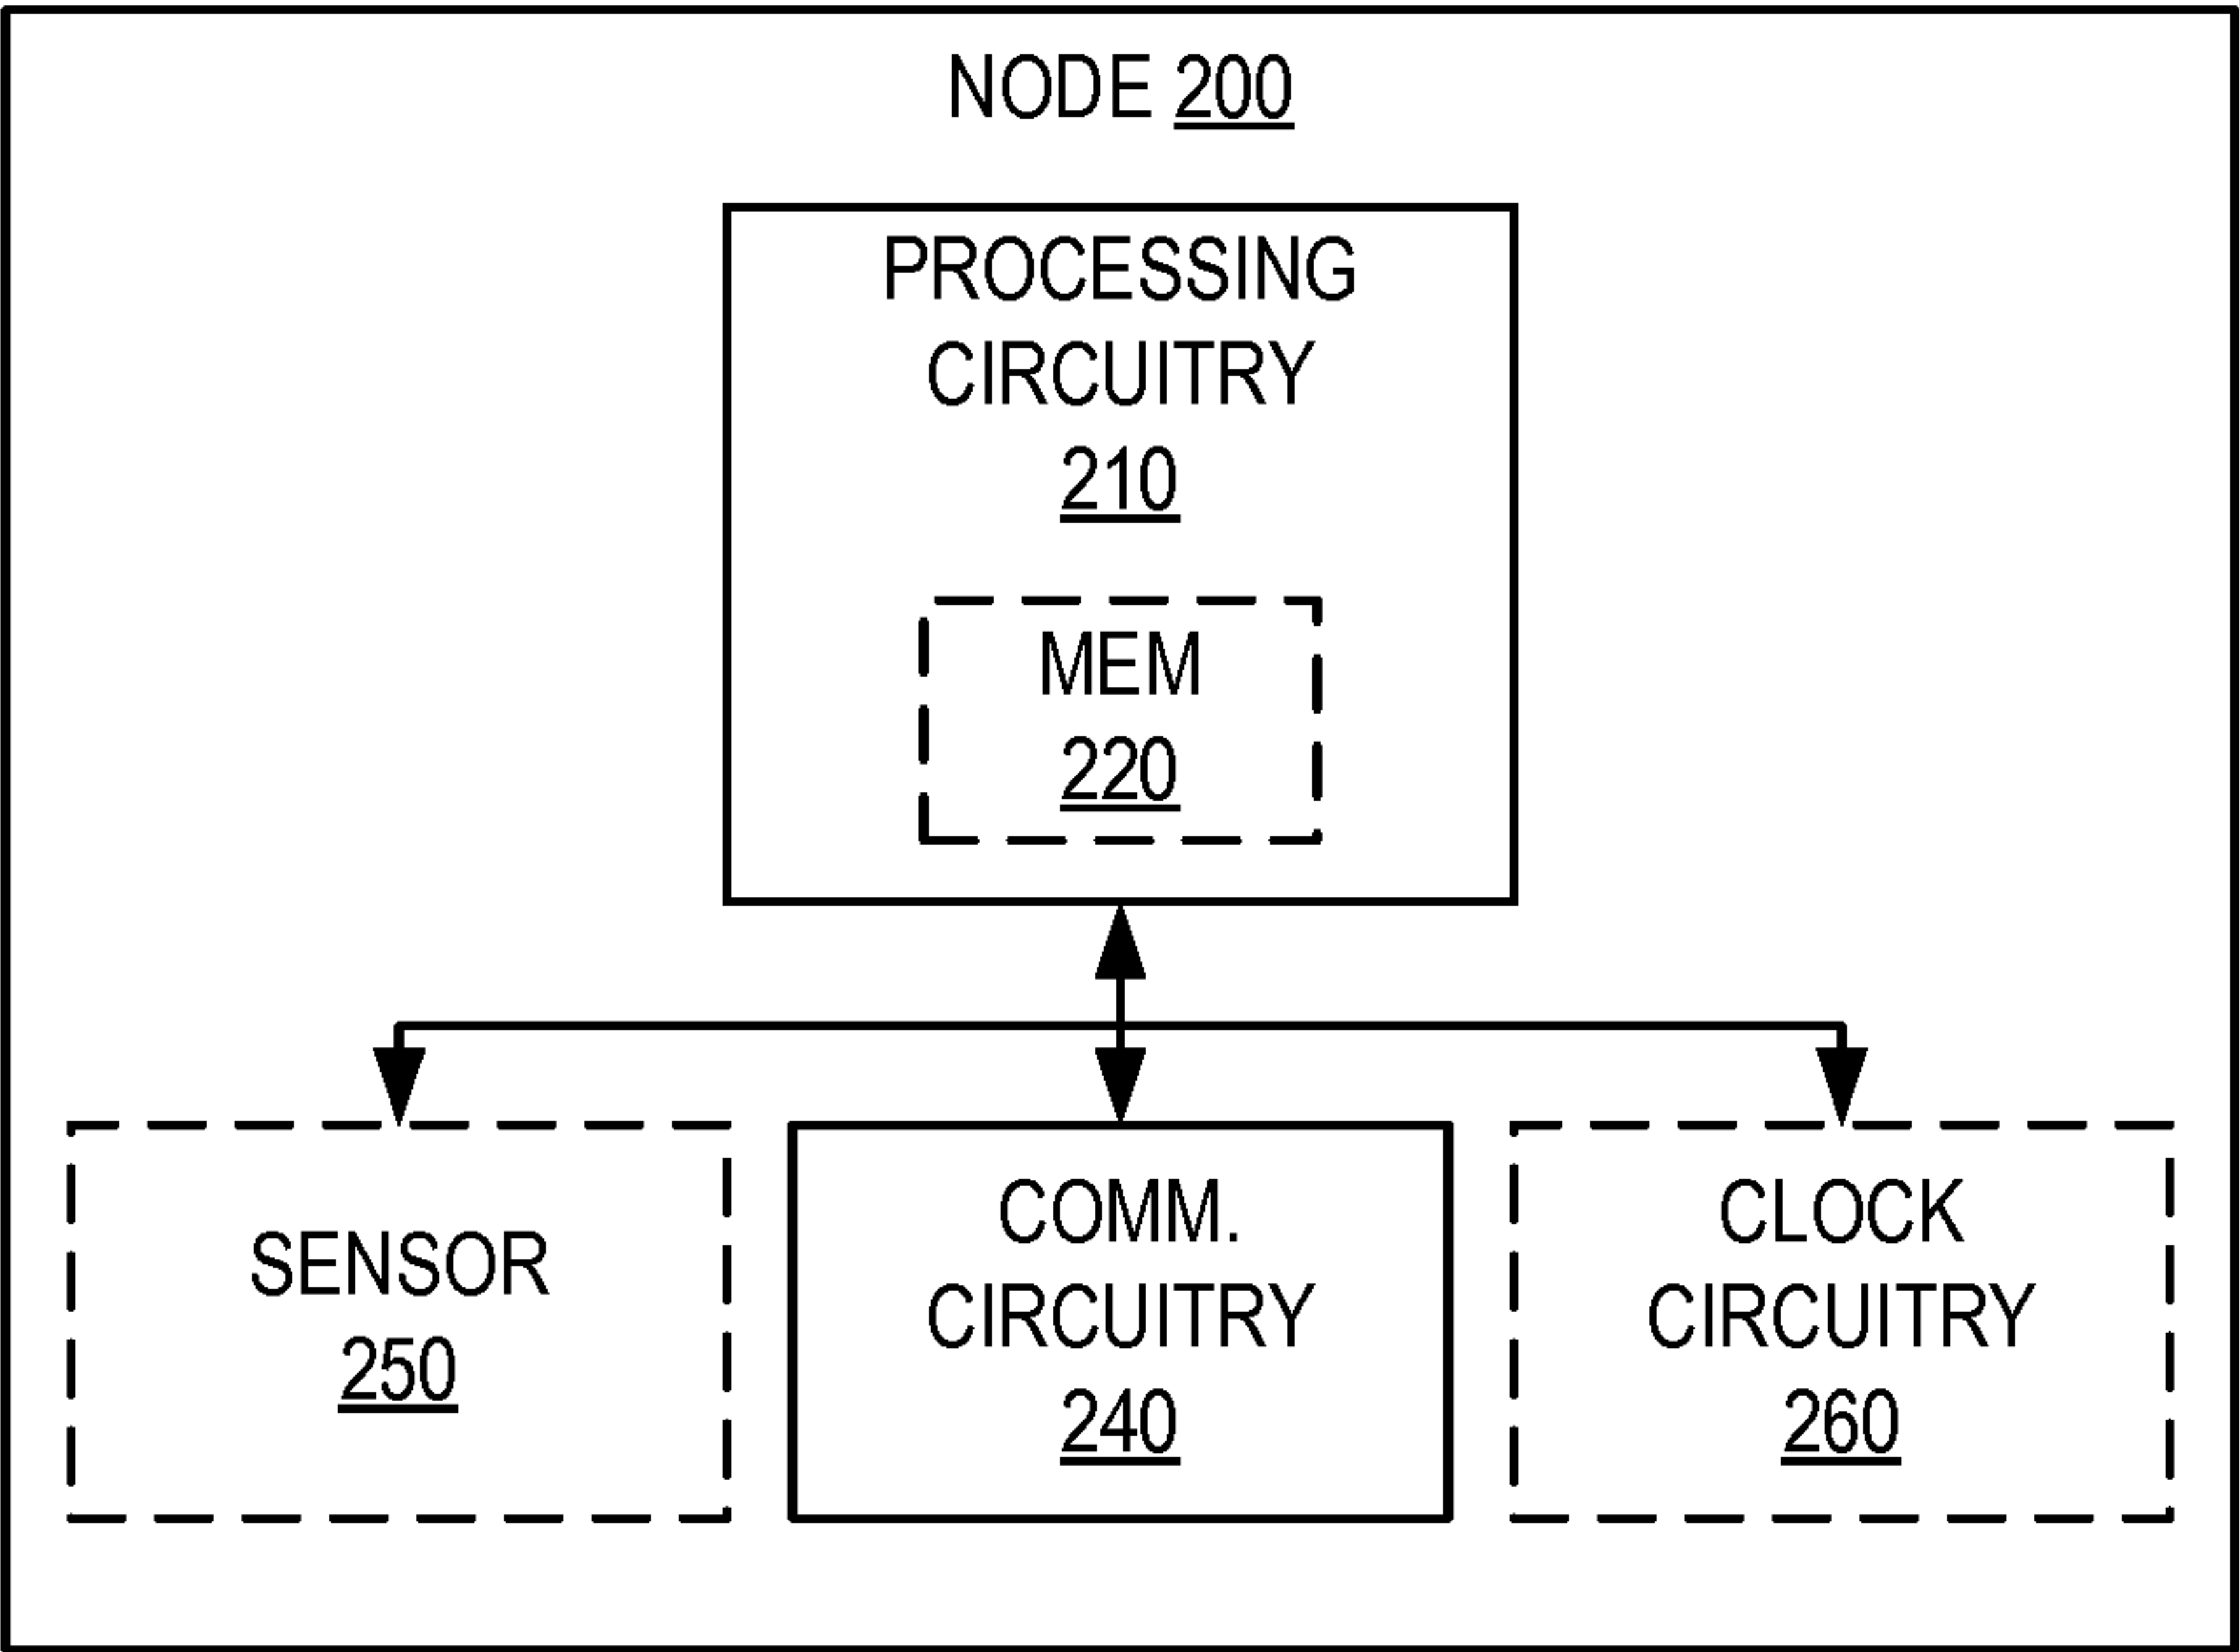 NODE 200
PROCESSING
CIRCUITRY
210
MEM
220
SENSOR
250
COMM.
CIRCUITRY
240
CLOCK
CIRCUITRY
260